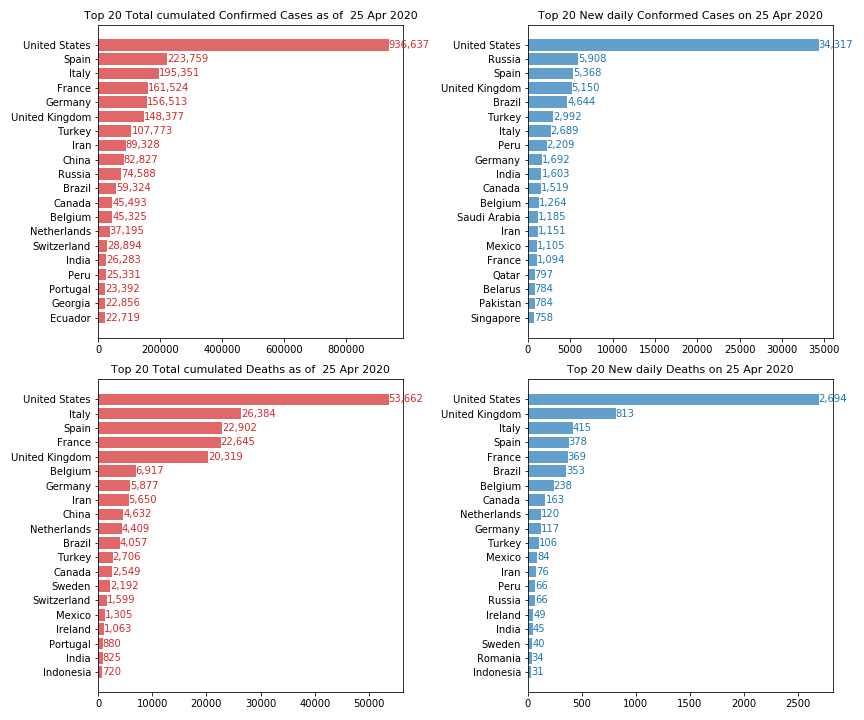 Top 20 Total cumulated Confirmed Cases as of  25 Apr 2020
United States 936,637
Spain 223,759
Italy 195,351
France 161,524
Germany 156,513
United Kingdom 148,377
Turkey 107,773
Iran 89,328
China 82,827
Russia 74,588
Brazil 59,324
Canada 45,493
Belgium 45,325
Netherlands 37,195
Switzerland 28,894
India 26,283
Peru 25,331
Portugal 23,392
Georgia 22,856
Ecuador 22,719
0 200000 400000 600000 800000
Top 20 New daily Conformed Cases on 25 Apr 2020
United States 34,317
Russia 5,908
Spain 5,368
United Kingdom 5,150
Brazil 4,644
Turkey 2,992
Italy 2,689
Peru 2,209
Germany 1,692
India 1,603
Canada 1,519
Belgium 1,264
Saudi Arabia 1,185
Iran 1,151
Mexico 1,105
France 1,094
Qatar 797
Belarus 784
Pakistan 784
Singapore 758
0 5000 10000 15000 20000 25000 30000 35000
Top 20 Total cumulated Deaths as of  25 Apr 2020
United States 53,662
Italy 26,384
Spain 22,902
France 22,645
United Kingdom 20,319
Belgium 6,917
Germany 5,877
Iran 5,650
China 4,632
Netherlands 4,409
Brazil 4,057
Turkey 2,706
Canada 2,549
Sweden 2,192
Switzerland 1,599
Mexico 1,305
Ireland 1,063
Portugal 880
India 825
Indonesia 720
0 10000 20000 30000 40000 50000
Top 20 New daily Deaths on 25 Apr 2020
United States 2,694
United Kingdom 813
Italy 415
Spain 378
France 369
Brazil 353
Belgium 238
Canada 163
Netherlands 120
Germany 117
Turkey 106
Mexico 84
Iran 76
Peru 66
Russia 66
Ireland 49
India 45
Sweden 40
Romania 34
Indonesia 31
0 500 1000 1500 2000 2500